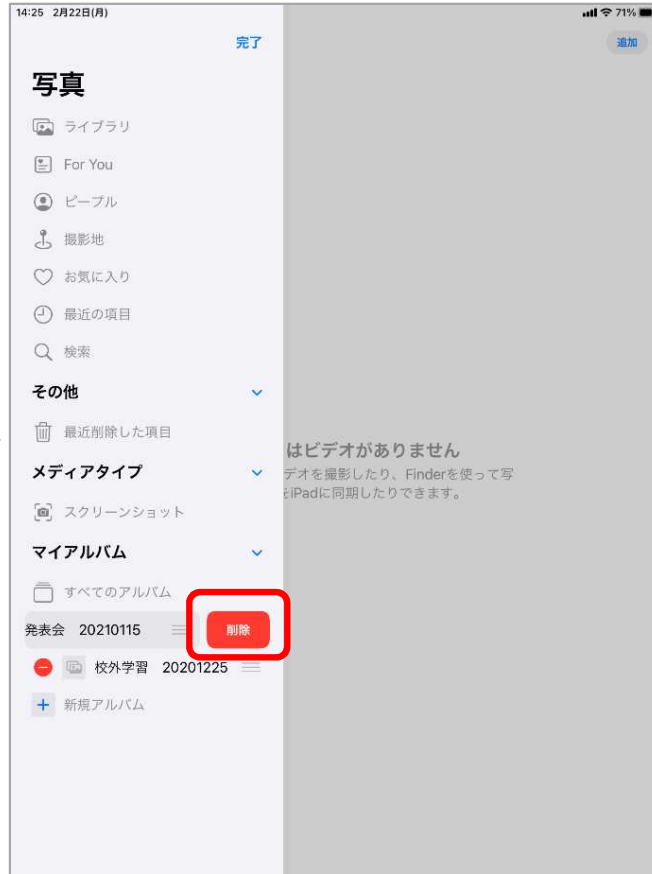 14:25 2月22日(月)
71%
完了
追加
写真
ライブラリ
For You
ピープル
撮影地
お気に入り
最近の項目
検索
その他
最近削除した項目
はビデオがありません
メディアタイプ
デオを撮影したり、Finderを使って写
iPadに同期したりできます。
スクリーンショット
マイアルバム
すべてのアルバム
発表会 20210115
削除
校外学習 20201225
新規アルバム